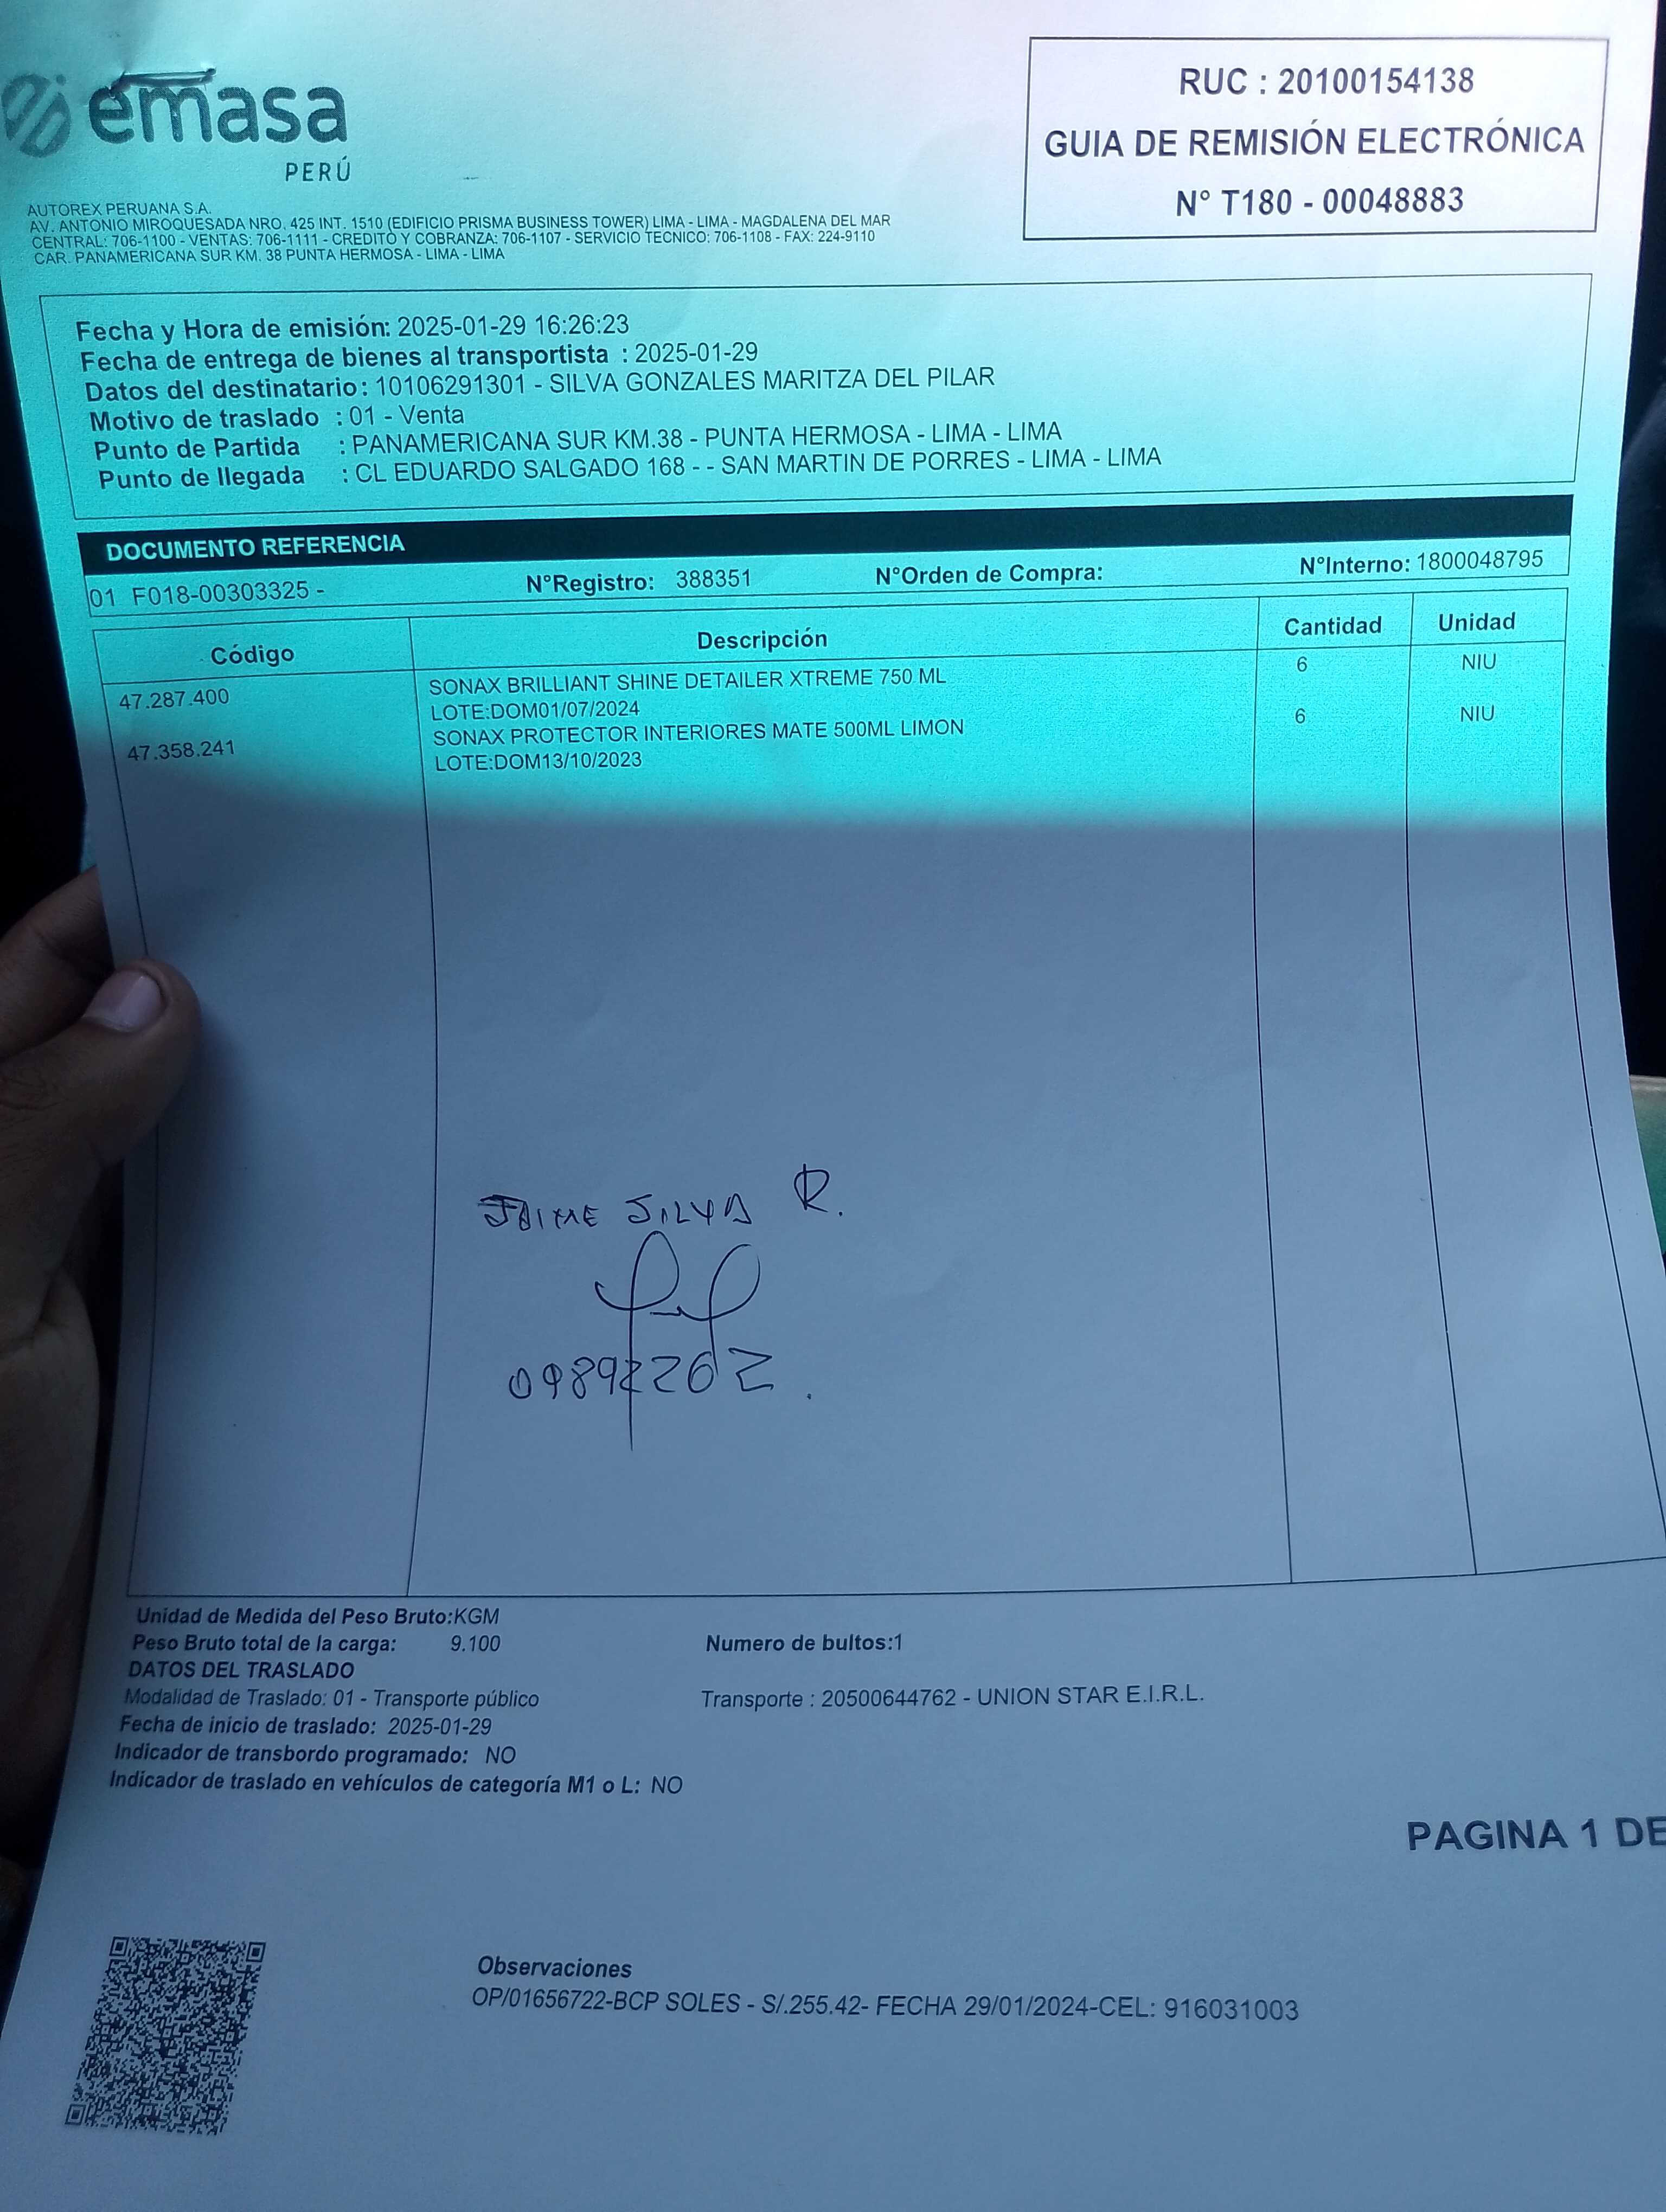 emasa
PERÚ
RUC : 20100154138
GUIA DE REMISIÓN ELECTRÓNICA
N° T180 - 00048883
AUTOREX PERUANA S.A.
AV. ANTONIO MIROQUESADA NRO. 425 INT. 1510 (EDIFICIO PRISMA BUSINESS TOWER) LIMA - LIMA - MAGDALENA DEL MAR
CENTRAL: 706-1100 - VENTAS: 706-1111 - CREDITO Y COBRANZA: 706-1107 - SERVICIO TECNICO: 706-1108 - FAX: 224-9110
CAR. PANAMERICANA SUR KM. 38 PUNTA HERMOSA - LIMA - LIMA
Fecha y Hora de emisión: 2025-01-29 16:26:23
Fecha de entrega de bienes al transportista : 2025-01-29
Datos del destinatario: 10106291301 - SILVA GONZALES MARITZA DEL PILAR
Motivo de traslado : 01 - Venta
Punto de Partida : PANAMERICANA SUR KM.38 - PUNTA HERMOSA - LIMA - LIMA
Punto de llegada : CL EDUARDO SALGADO 168 - - SAN MARTIN DE PORRES - LIMA - LIMA
DOCUMENTO REFERENCIA
01 F018-00303325 - N°Registro: 388351 N°Orden de Compra: N°Interno: 1800048795
Código Descripción Cantidad Unidad
47.287.400 SONAX BRILLIANT SHINE DETAILER XTREME 750 ML 6 NIU
LOTE:DOM01/07/2024
47.358.241 SONAX PROTECTOR INTERIORES MATE 500ML LIMON 6 NIU
LOTE:DOM13/10/2023
JAIME SILVA R.
09892262.
Unidad de Medida del Peso Bruto:KGM
Peso Bruto total de la carga: 9.100 Numero de bultos:1
DATOS DEL TRASLADO
Modalidad de Traslado: 01 - Transporte público Transporte : 20500644762 - UNION STAR E.I.R.L.
Fecha de inicio de traslado: 2025-01-29
Indicador de transbordo programado: NO
Indicador de traslado en vehículos de categoría M1 o L: NO
PAGINA 1 DE
Observaciones
OP/01656722-BCP SOLES - S/.255.42- FECHA 29/01/2024-CEL: 916031003